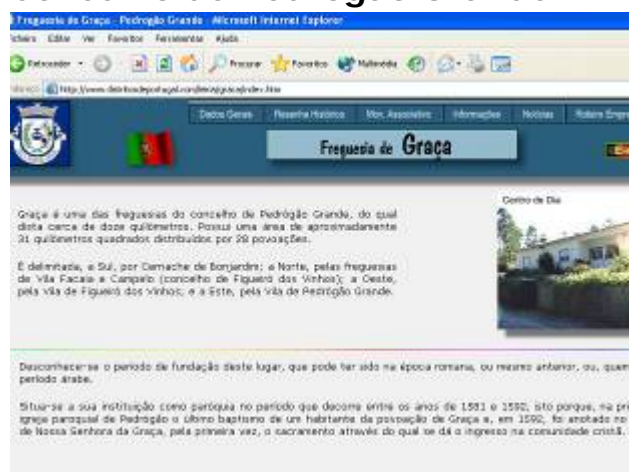 Freguesia de Graça - Pedrógão Grande - Microsoft Internet Explorer
Ficheiro Editar Ver Favoritos Ferramentas Ajuda
Retroceder Procurar Favoritos Multimédia
Dados Gerais Resenha Histórica Mov. Associativo Informações Notícias Roteiro Empre
Freguesia de Graça
Centro de Dia
Graça é uma das freguesias do concelho de Pedrógão Grande, do qual
dista cerca de doze quilómetros. Possui uma área de aproximadamente
31 quilómetros quadrados distribuídos por 28 povoações.
É delimitada, a Sul, por Cernache de Bonjardim; a Norte, pelas freguesias
de Vila Facaia e Campelo (concelho de Figueiró dos Vinhos); a Oeste,
pela vila de Figueiró dos Vinhos; e a Este, pela vila de Pedrógão Grande.
Desconhece-se o período de fundação deste lugar, que pode ter sido na época romana, ou mesmo anterior, ou, quem
período árabe.
Situa-se a sua instituição como paróquia no período que decorre entre os anos de 1581 e 1592, isto porque, na pri
igreja paroquial de Pedrógão o último baptismo de um habitante da povoação de Graça e, em 1592, foi anotado no
de Nossa Senhora da Graça, pela primeira vez, o sacramento através do qual se dá o ingresso na comunidade cristã.